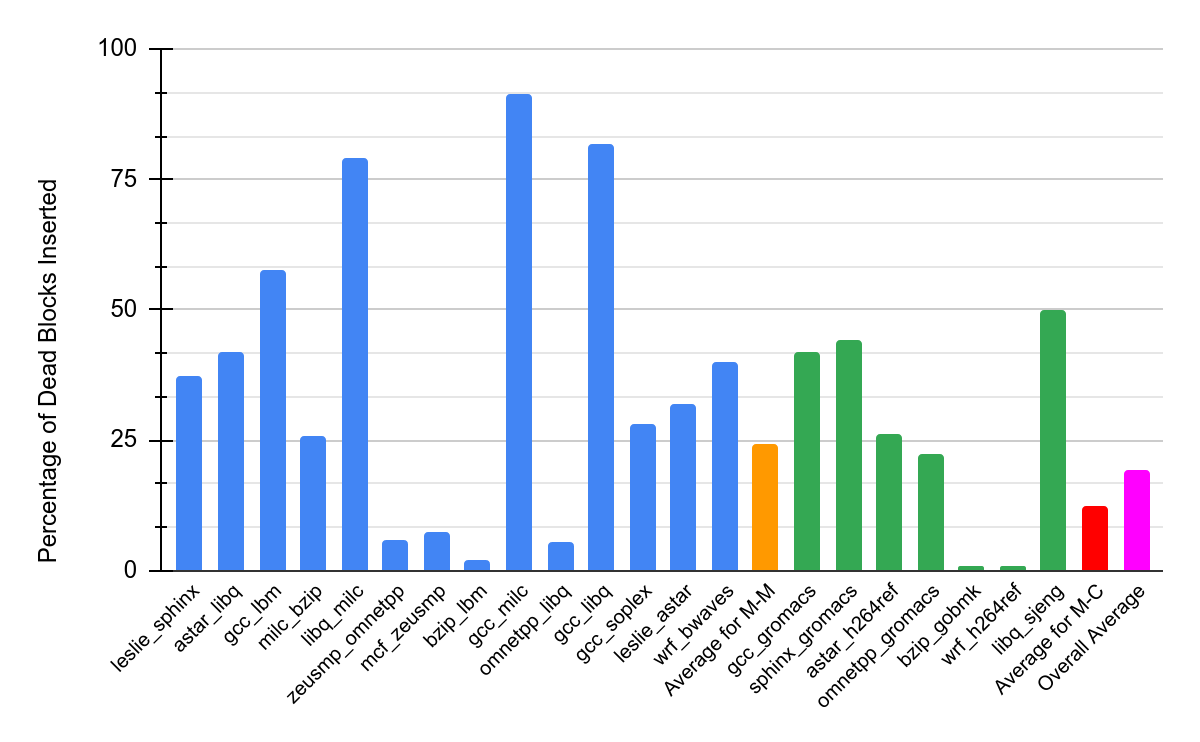 Percentage of Dead Blocks Inserted
100
75
50
25
0
leslie_sphinx
astar_libq
gcc_lbm
milc_bzip
libq_milc
zeusmp_omnetpp
mcf_zeusmp
bzip_lbm
gcc_milc
omnetpp_libq
gcc_libq
gcc_soplex
leslie_astar
wrf_bwaves
Average for M-M
gcc_gromacs
sphinx_gromacs
astar_h264ref
omnetpp_gromacs
bzip_gobmk
wrf_h264ref
libq_sjeng
Average for M-C
Overall Average